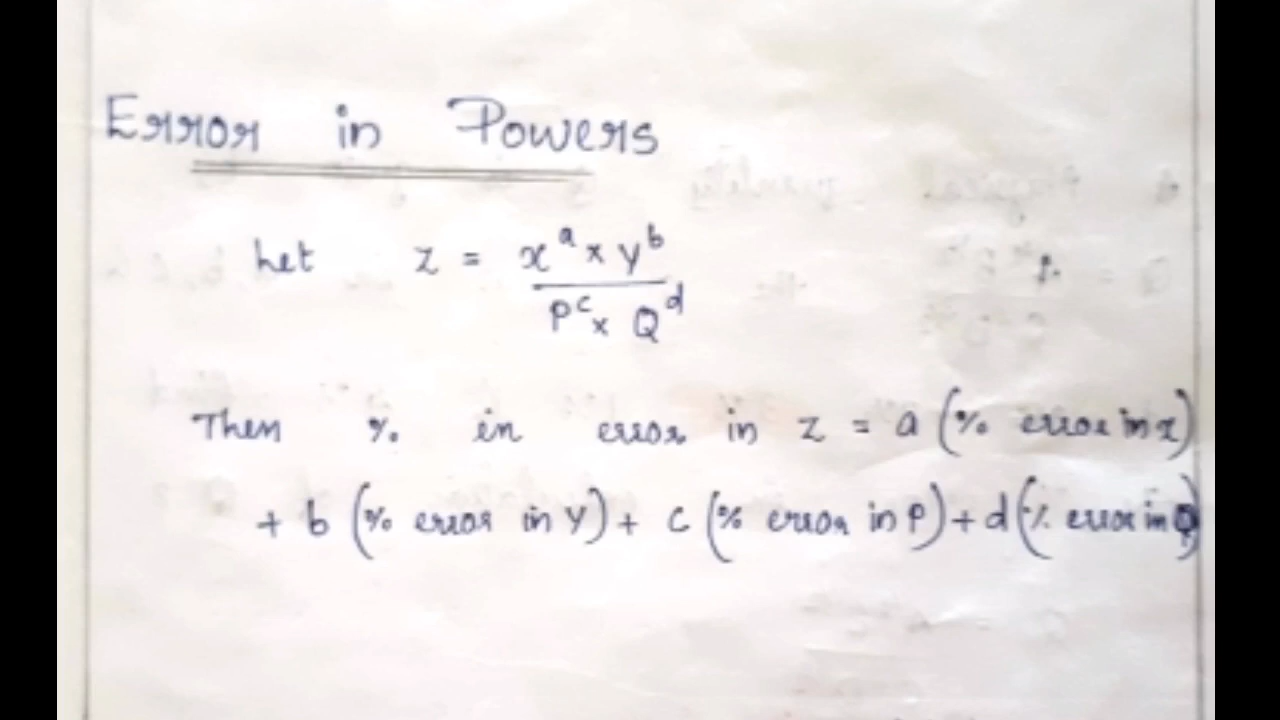 Error in Powers
Let z = x^a × y^b / P^c × Q^d
Then % in error in z = a (% error in x)
+ b (% error in y) + c (% error in P) + d (% error in Q)